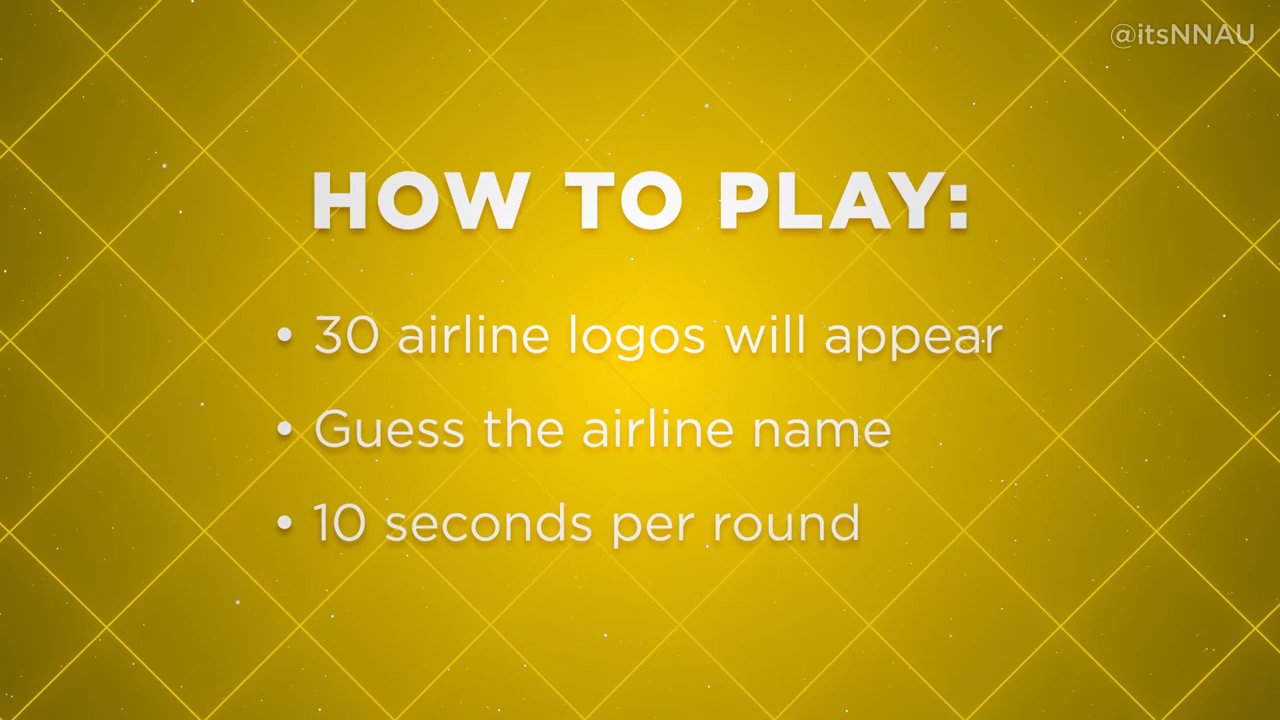 @itsNNAU
HOW TO PLAY:
• 30 airline logos will appear
• Guess the airline name
• 10 seconds per round